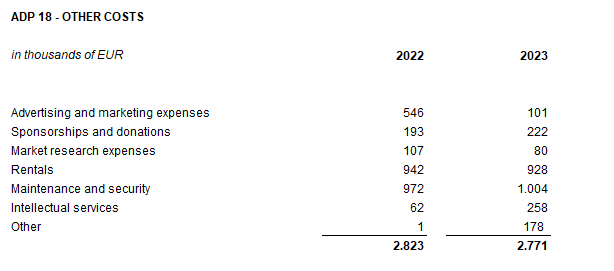 ADP 18 - OTHER COSTS
in thousands of EUR 2022 2023
Advertising and marketing expenses 546 101
Sponsorships and donations 193 222
Market research expenses 107 80
Rentals 942 928
Maintenance and security 972 1.004
Intellectual services 62 258
Other 1 178
2.823 2.771